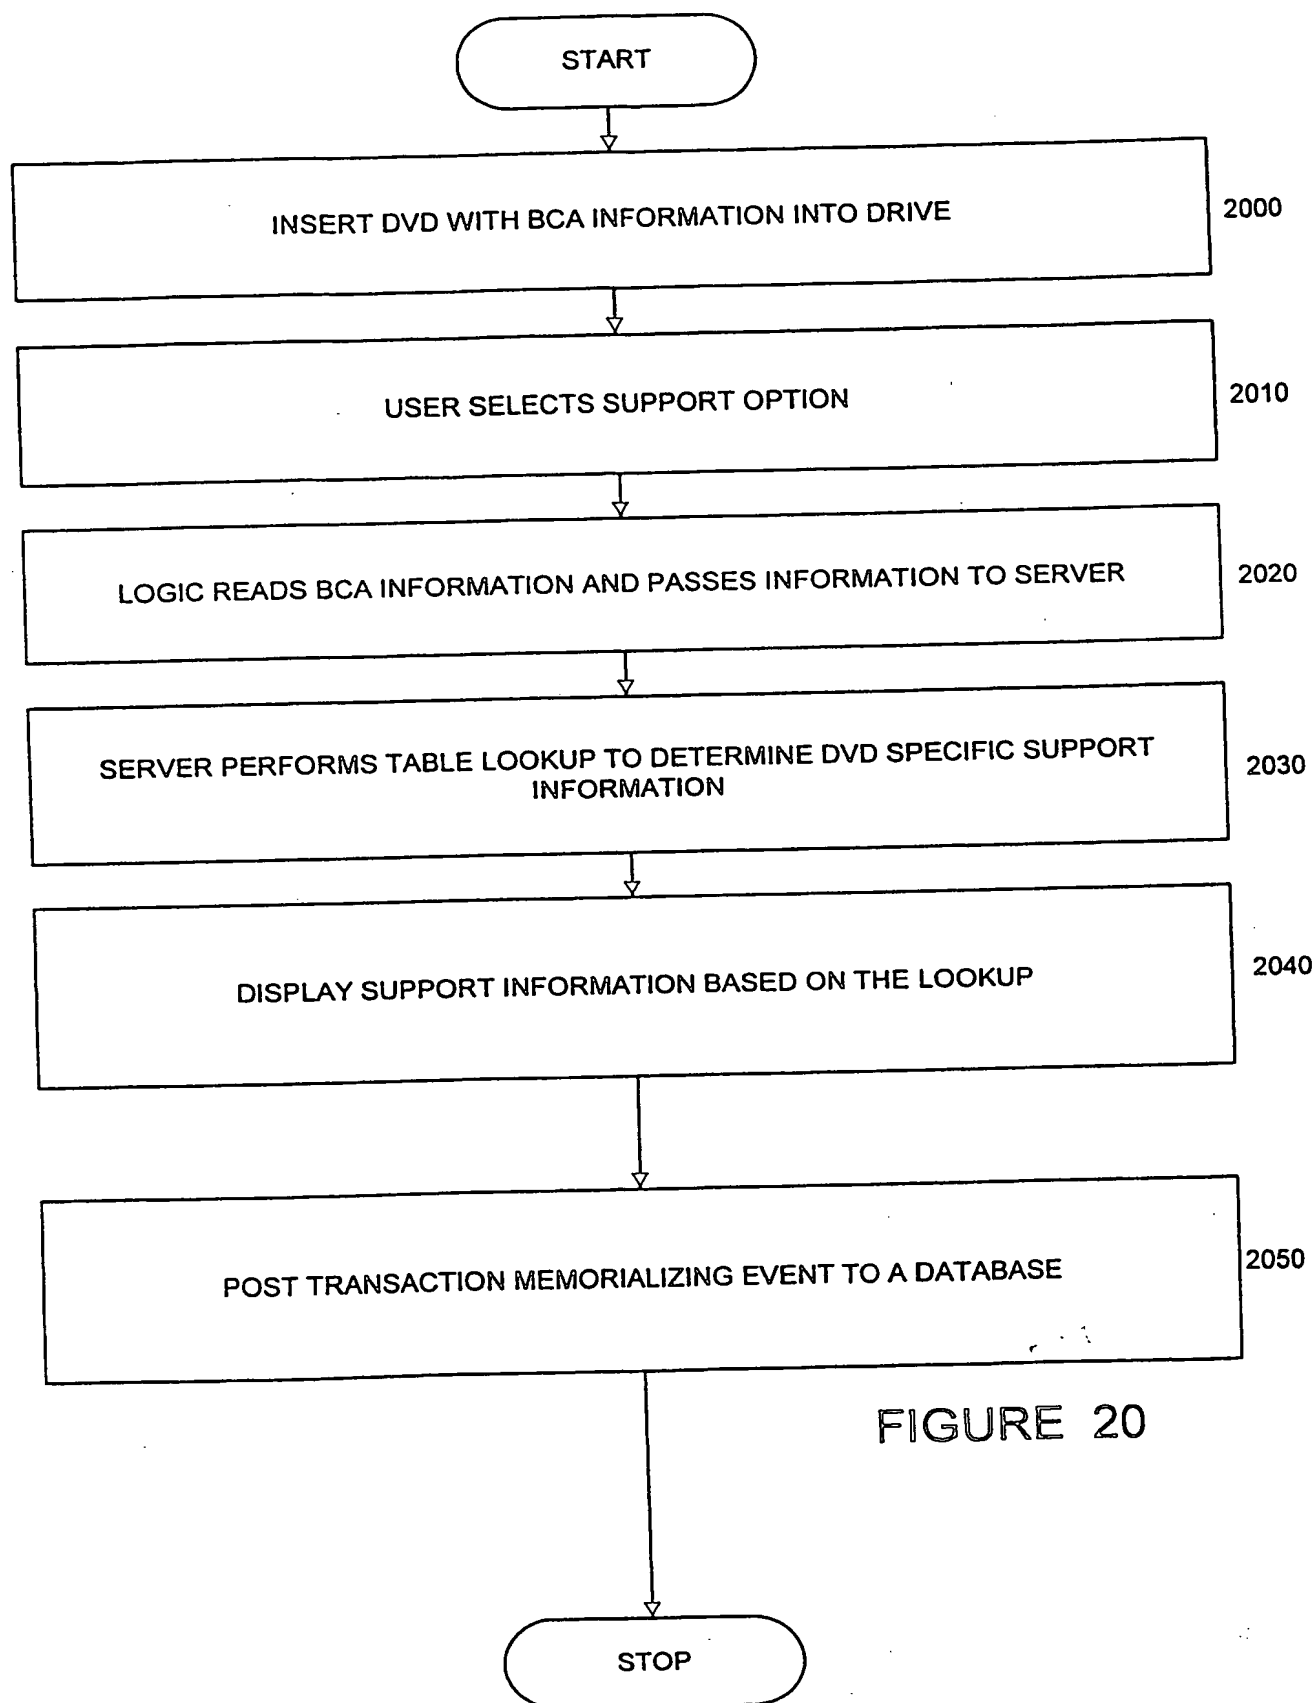 START
INSERT DVD WITH BCA INFORMATION INTO DRIVE
2000
USER SELECTS SUPPORT OPTION
2010
LOGIC READS BCA INFORMATION AND PASSES INFORMATION TO SERVER
2020
SERVER PERFORMS TABLE LOOKUP TO DETERMINE DVD SPECIFIC SUPPORT
INFORMATION
2030
DISPLAY SUPPORT INFORMATION BASED ON THE LOOKUP
2040
POST TRANSACTION MEMORIALIZING EVENT TO A DATABASE
2050
FIGURE 20
STOP